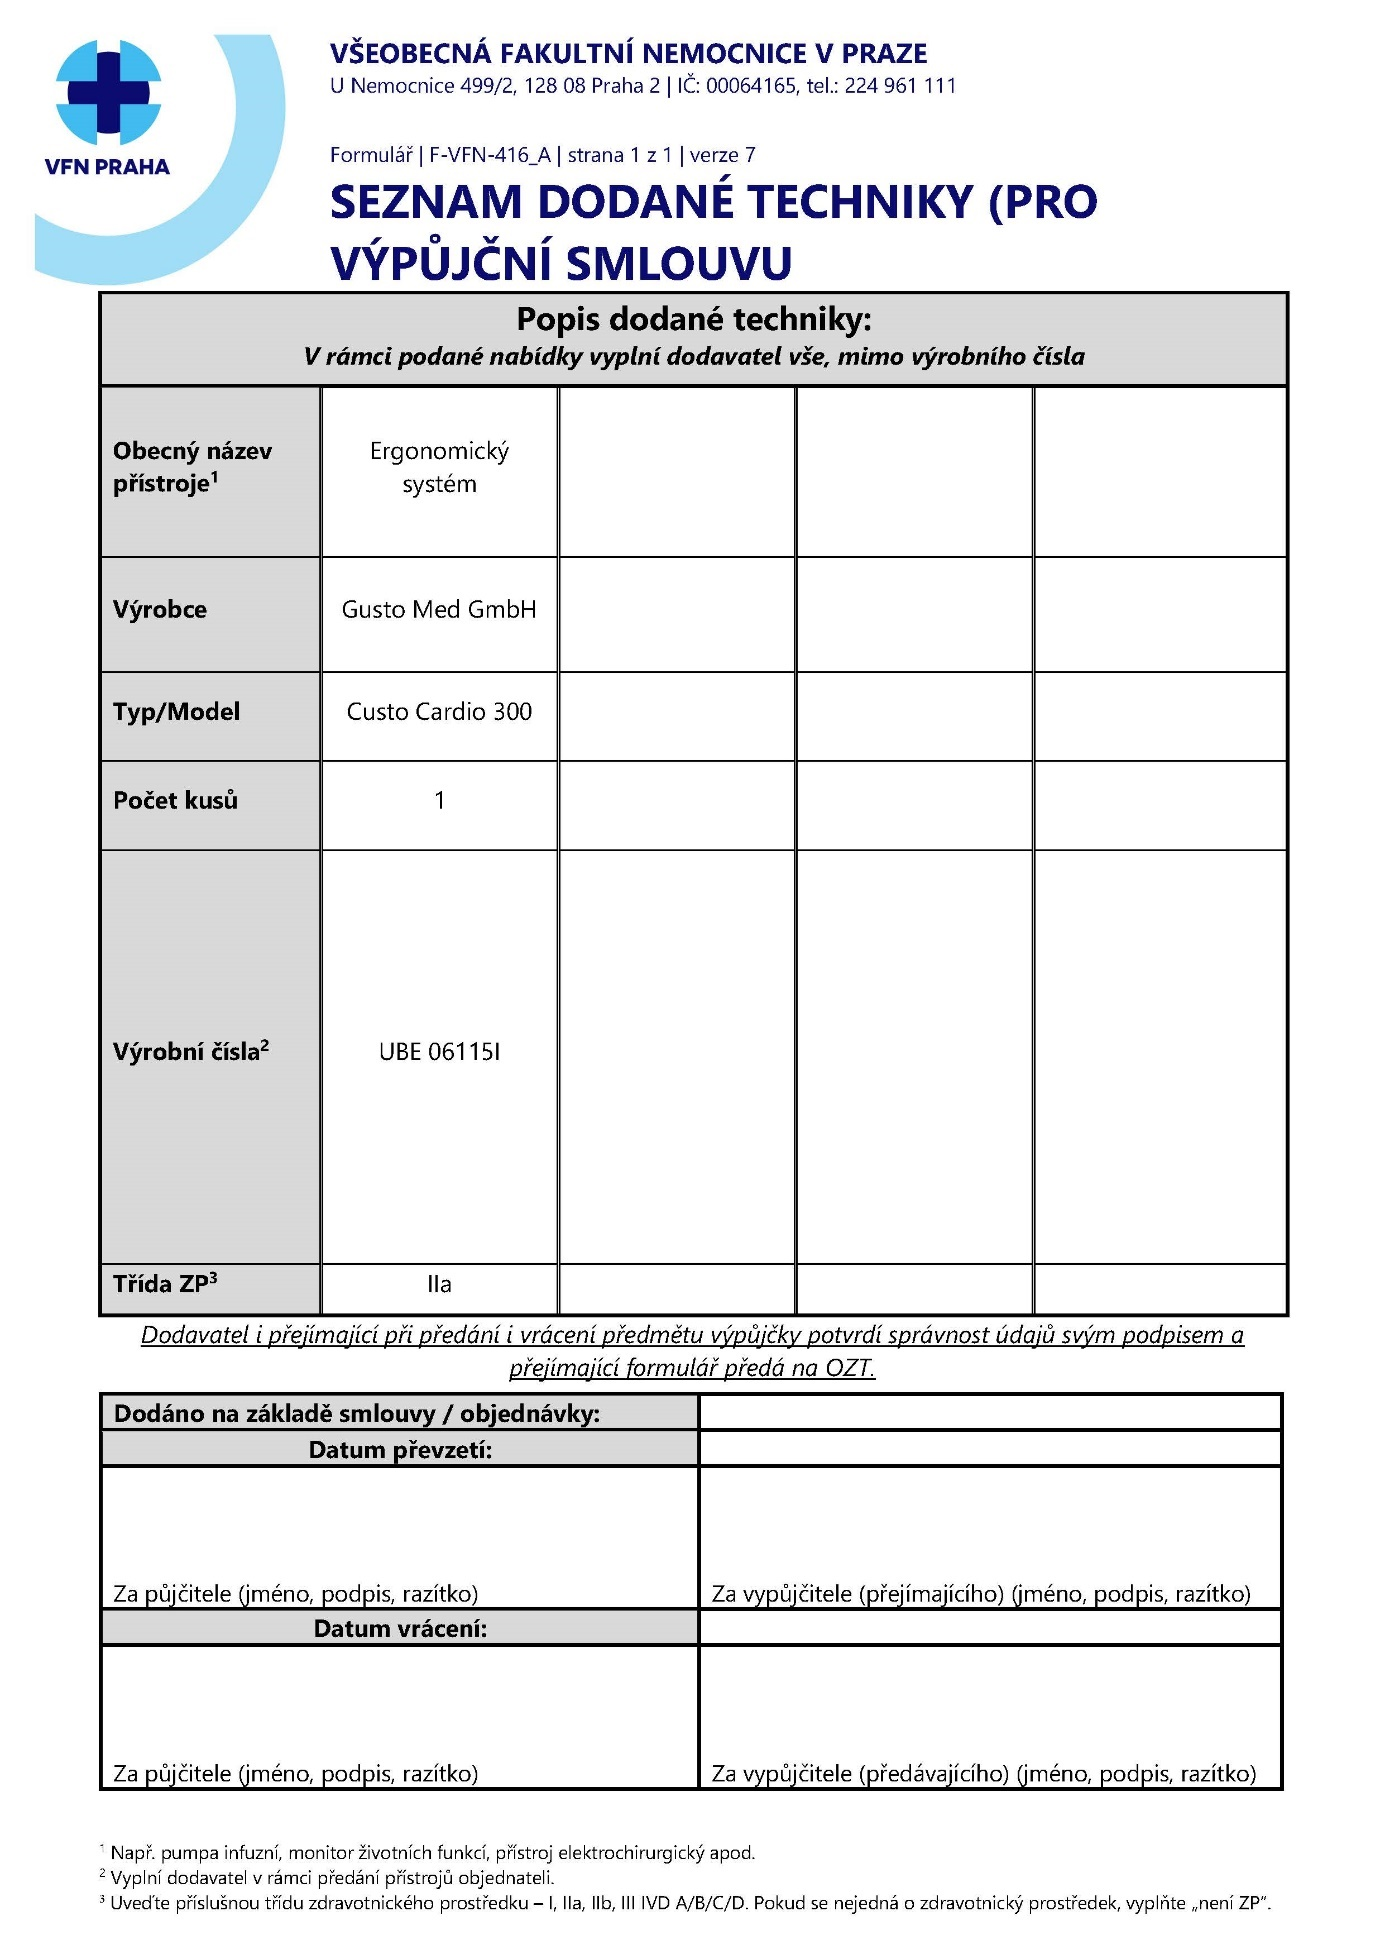 VFN PRAHA
VŠEOBECNÁ FAKULTNÍ NEMOCNICE V PRAZE
U Nemocnice 499/2, 128 08 Praha 2 | IČ: 00064165, tel.: 224 961 111
Formulář | F-VFN-416_A | strana 1 z 1 | verze 7
SEZNAM DODANÉ TECHNIKY (PRO
VÝPŮJČNÍ SMLOUVU
Popis dodané techniky:
V rámci podané nabídky vyplní dodavatel vše, mimo výrobního čísla
Obecný název
přístroje¹
Ergonomický
systém
Výrobce
Gusto Med GmbH
Typ/Model
Custo Cardio 300
Počet kusů
1
Výrobní čísla²
UBE 06115I
Třída ZP³
IIa
Dodavatel i přejímající při předání i vrácení předmětu výpůjčky potvrdí správnost údajů svým podpisem a
přejímající formulář předá na OZT.
Dodáno na základě smlouvy / objednávky:
Datum převzetí:
Za půjčitele (jméno, podpis, razítko)
Za vypůjčitele (přejímajícího) (jméno, podpis, razítko)
Datum vrácení:
Za půjčitele (jméno, podpis, razítko)
Za vypůjčitele (předávajícího) (jméno, podpis, razítko)
¹ Např. pumpa infuzní, monitor životních funkcí, přístroj elektrochirurgický apod.
² Vyplní dodavatel v rámci předání přístrojů objednateli.
³ Uveďte příslušnou třídu zdravotnického prostředku – I, IIa, IIb, III IVD A/B/C/D. Pokud se nejedná o zdravotnický prostředek, vyplňte „není ZP“.